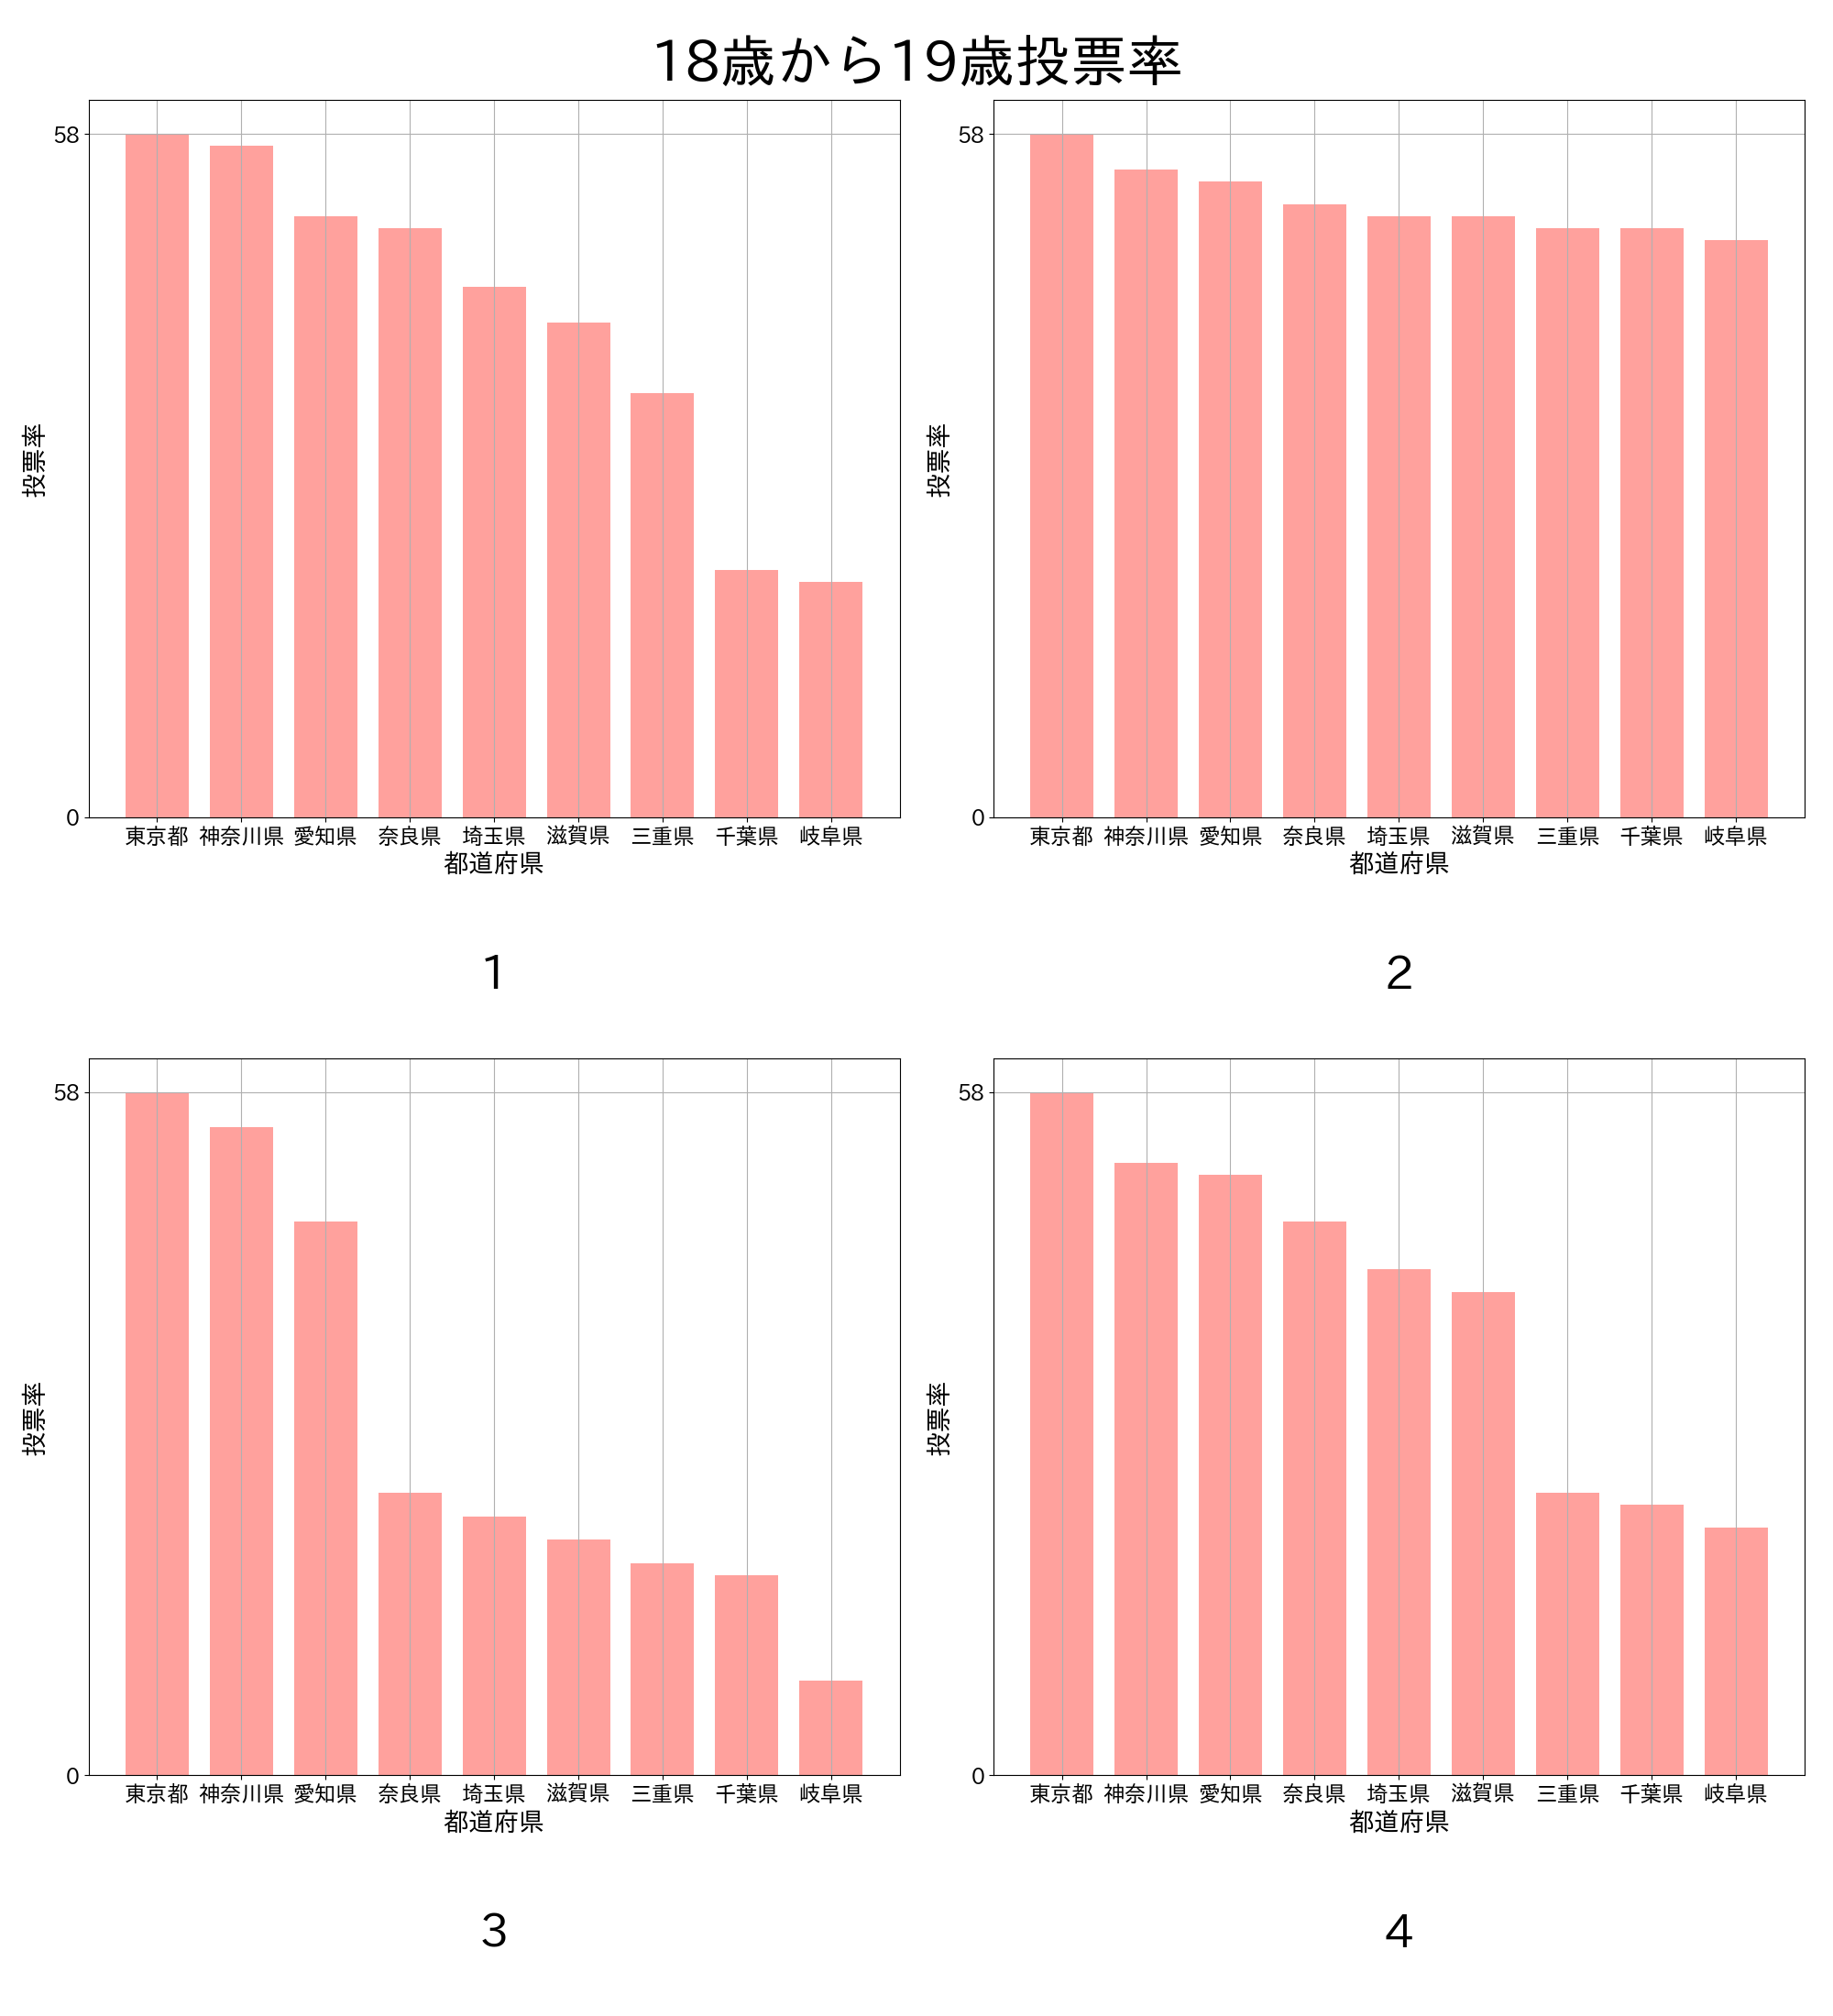 18歳から19歳投票率
58
0
投票率
東京都 神奈川県 愛知県 奈良県 埼玉県 滋賀県 三重県 千葉県 岐阜県
都道府県
1
58
0
投票率
東京都 神奈川県 愛知県 奈良県 埼玉県 滋賀県 三重県 千葉県 岐阜県
都道府県
2
58
0
投票率
東京都 神奈川県 愛知県 奈良県 埼玉県 滋賀県 三重県 千葉県 岐阜県
都道府県
3
58
0
投票率
東京都 神奈川県 愛知県 奈良県 埼玉県 滋賀県 三重県 千葉県 岐阜県
都道府県
4